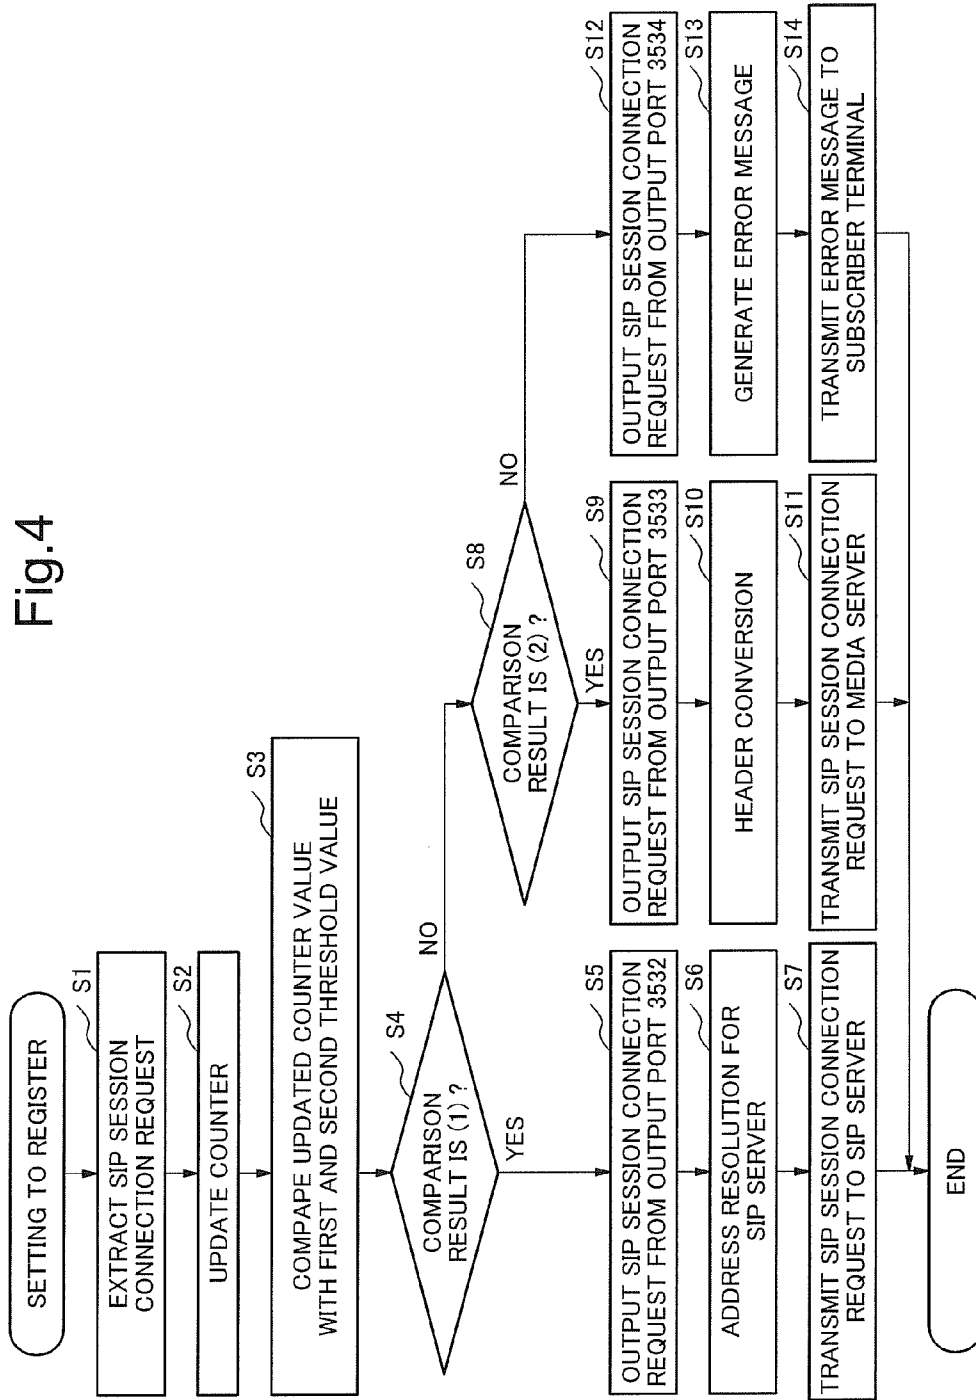 Fig.4
SETTING TO REGISTER
S1
EXTRACT SIP SESSION
CONNECTION REQUEST
S2
UPDATE COUNTER
S3
COMPAPE UPDATED COUNTER VALUE
WITH FIRST AND SECOND THRESHOLD VALUE
S4
COMPARISON
RESULT IS (1) ?
NO
YES
S5
OUTPUT SIP SESSION CONNECTION
REQUEST FROM OUTPUT PORT 3532
S6
ADDRESS RESOLUTION FOR
SIP SERVER
S7
TRANSMIT SIP SESSION CONNECTION
REQUEST TO SIP SERVER
S8
COMPARISON
RESULT IS (2) ?
NO
YES
S9
OUTPUT SIP SESSION CONNECTION
REQUEST FROM OUTPUT PORT 3533
S10
HEADER CONVERSION
S11
TRANSMIT SIP SESSION CONNECTION
REQUEST TO MEDIA SERVER
S12
OUTPUT SIP SESSION CONNECTION
REQUEST FROM OUTPUT PORT 3534
S13
GENERATE ERROR MESSAGE
S14
TRANSMIT ERROR MESSAGE TO
SUBSCRIBER TERMINAL
END